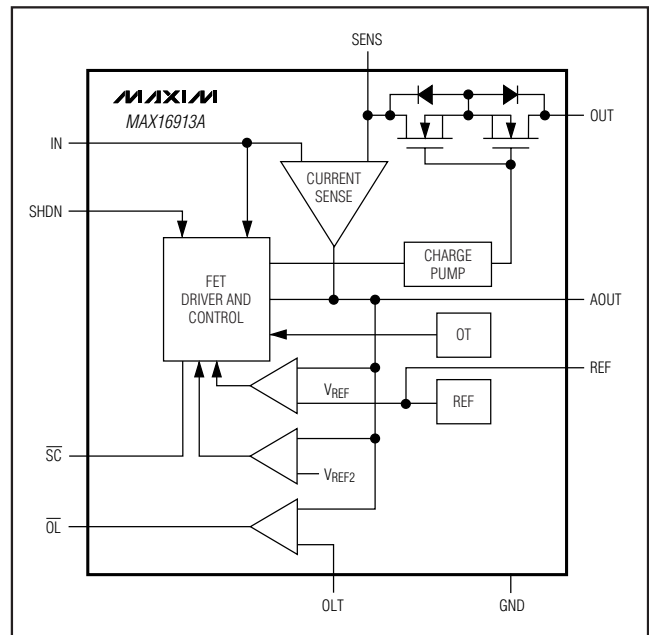 SENS
MAXIM
MAX16913A
OUT
IN
CURRENT
SENSE
SHDN
FET
DRIVER AND
CONTROL
CHARGE
PUMP
AOUT
OT
REF
VREF
REF
SC
VREF2
OL
OLT
GND